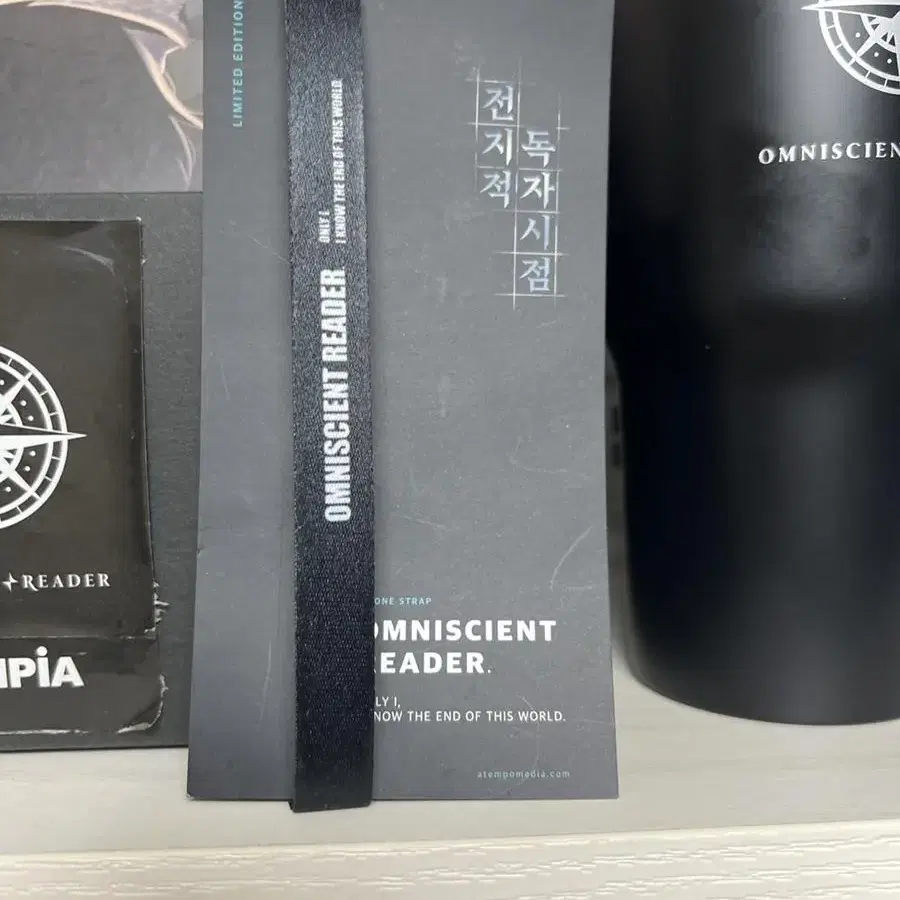 LIMITED EDITION
ONLY I,
I KNOW THE END OF THIS WORLD
OMNISCIENT READER
전지적
독자시점
OMNISCIEN
READER
PiA
ONE STRAP
OMNISCIENT
READER.
LY I,
NOW THE END OF THIS WORLD.
atempomedia.com